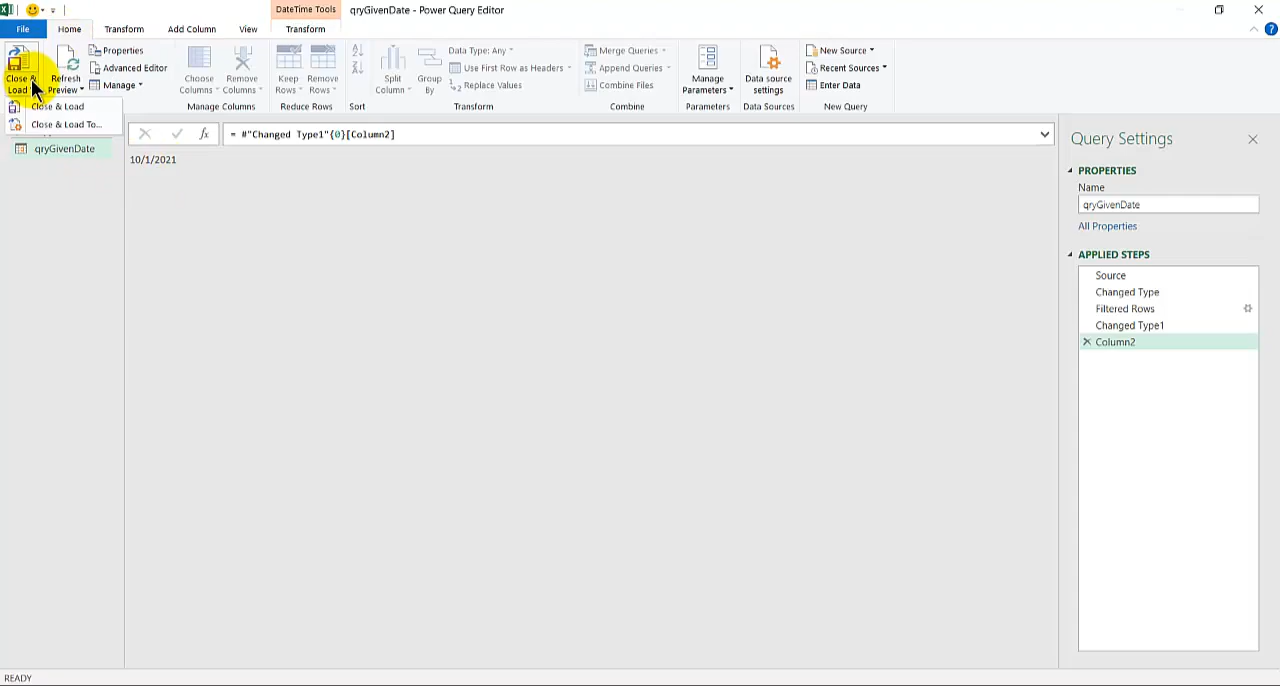 DateTime Tools
qryGivenDate - Power Query Editor
File
Home
Transform
Add Column
View
Transform
Close &
Load
Close & Load
Close & Load To...
Refresh
Preview
Properties
Advanced Editor
Manage
Choose
Columns
Remove
Columns
Manage Columns
Keep
Rows
Remove
Rows
Reduce Rows
Sort
Split
Column
Group
By
Data Type: Any
Use First Row as Headers
Replace Values
Transform
Merge Queries
Append Queries
Combine Files
Combine
Manage
Parameters
Parameters
Data source
settings
Data Sources
New Source
Recent Sources
Enter Data
New Query
qryGivenDate
fx
= #"Changed Type1"{0}[Column2]
10/1/2021
Query Settings
PROPERTIES
Name
qryGivenDate
All Properties
APPLIED STEPS
Source
Changed Type
Filtered Rows
Changed Type1
Column2
READY